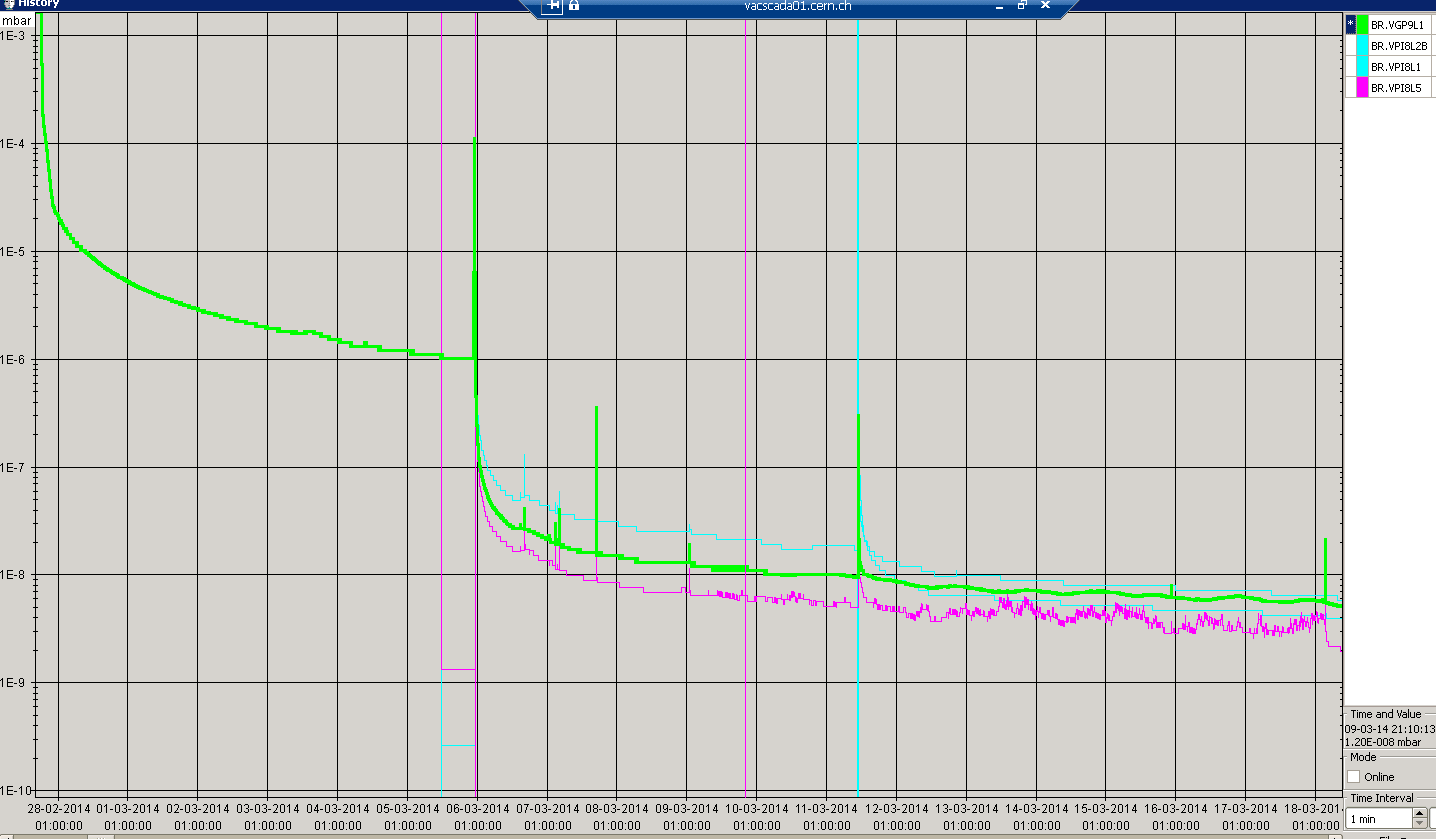 History
vacscada01.cern.ch
mbar
1E-3
1E-4
1E-5
1E-6
1E-7
1E-8
1E-9
1E-10
28-02-2014 01-03-2014 02-03-2014 03-03-2014 04-03-2014 05-03-2014 06-03-2014 07-03-2014 08-03-2014 09-03-2014 10-03-2014 11-03-2014 12-03-2014 13-03-2014 14-03-2014 15-03-2014 16-03-2014 17-03-2014 18-03-201
01:00:00 01:00:00 01:00:00 01:00:00 01:00:00 01:00:00 01:00:00 01:00:00 01:00:00 01:00:00 01:00:00 01:00:00 01:00:00 01:00:00 01:00:00 01:00:00 01:00:00 01:00:00 01:00:00
* BR.VGP9L1
BR.VPI8L2B
BR.VPI8L1
BR.VPI8L5
Time and Value
09-03-14 21:10:13
1.20E-008 mbar
Mode
Online
Time Interval
1 min